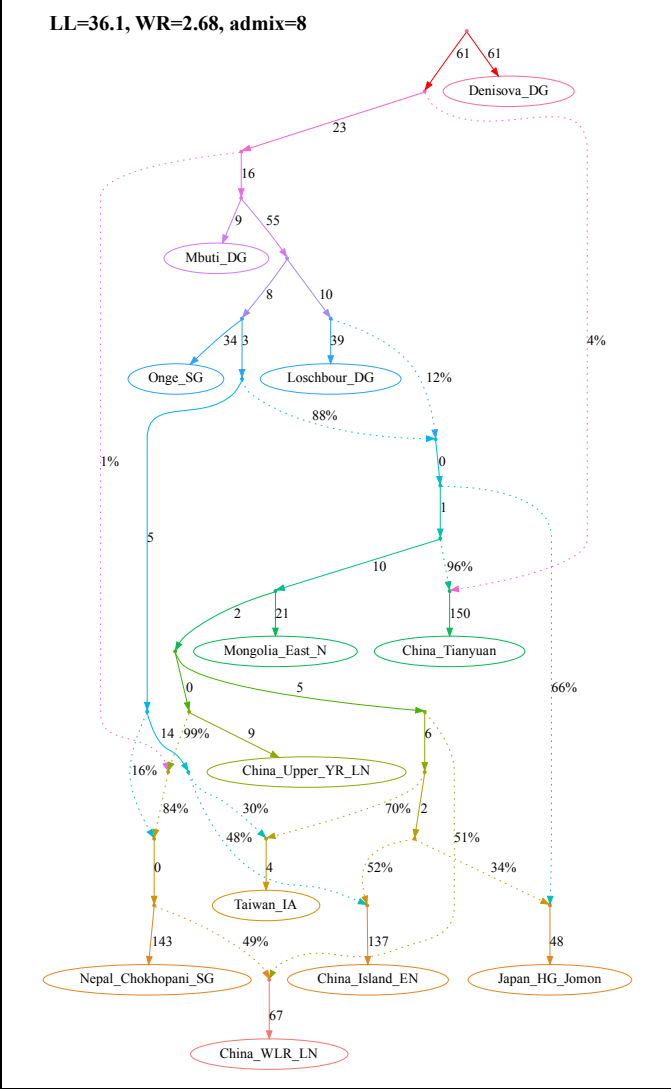 LL=36.1, WR=2.68, admix=8
61 61
Denisova_DG
23
16
9 55
Mbuti_DG
8 10
4%
34 3 39
Onge_SG Loschbour_DG
12%
88%
1% 0
1
5
10 96%
2 21 150
Mongolia_East_N China_Tianyuan
0 5 66%
14 99% 9 6
China_Upper_YR_LN
16%
84% 30% 70% 2
48% 51%
0 4 52% 34%
Taiwan_IA
143 49% 137 48
Nepal_Chokhopani_SG China_Island_EN Japan_HG_Jomon
67
China_WLR_LN